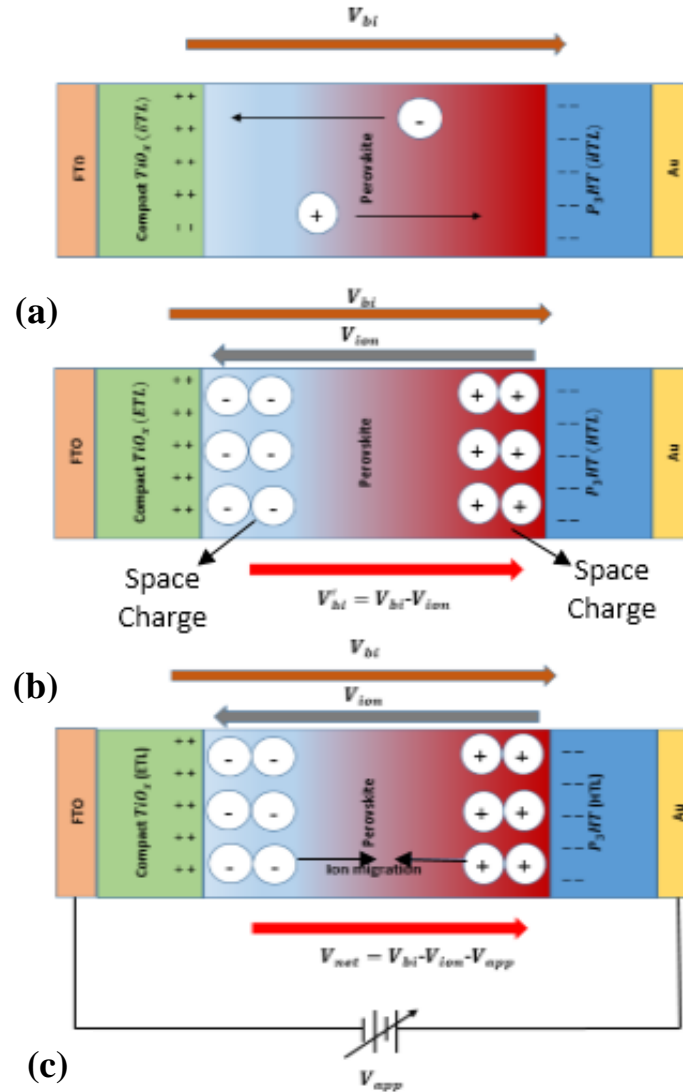 V_bi
FTO
Compact TiO_x (ETL)
++
++
++
++
- -
-
+
Perovskite
P_3HT (HTL)
-- 
--
--
--
--
Au
(a)
V_bi
V_ion
FTO
Compact TiO_x (ETL)
++
++
++
++
++
- -
- -
- -
Perovskite
+ +
+ +
+ +
P_3HT (HTL)
--
--
--
--
--
Au
Space
Charge
Space
Charge
V'_bi = V_bi-V_ion
(b)
V_bi
V_ion
FTO
Compact TiO_x (ETL)
++
++
++
++
++
- -
- -
- -
Perovskite
Ion migration
+ +
+ +
+ +
P_3HT (HTL)
--
--
--
--
--
Au
V_net = V_bi-V_ion-V_app
V_app
(c)